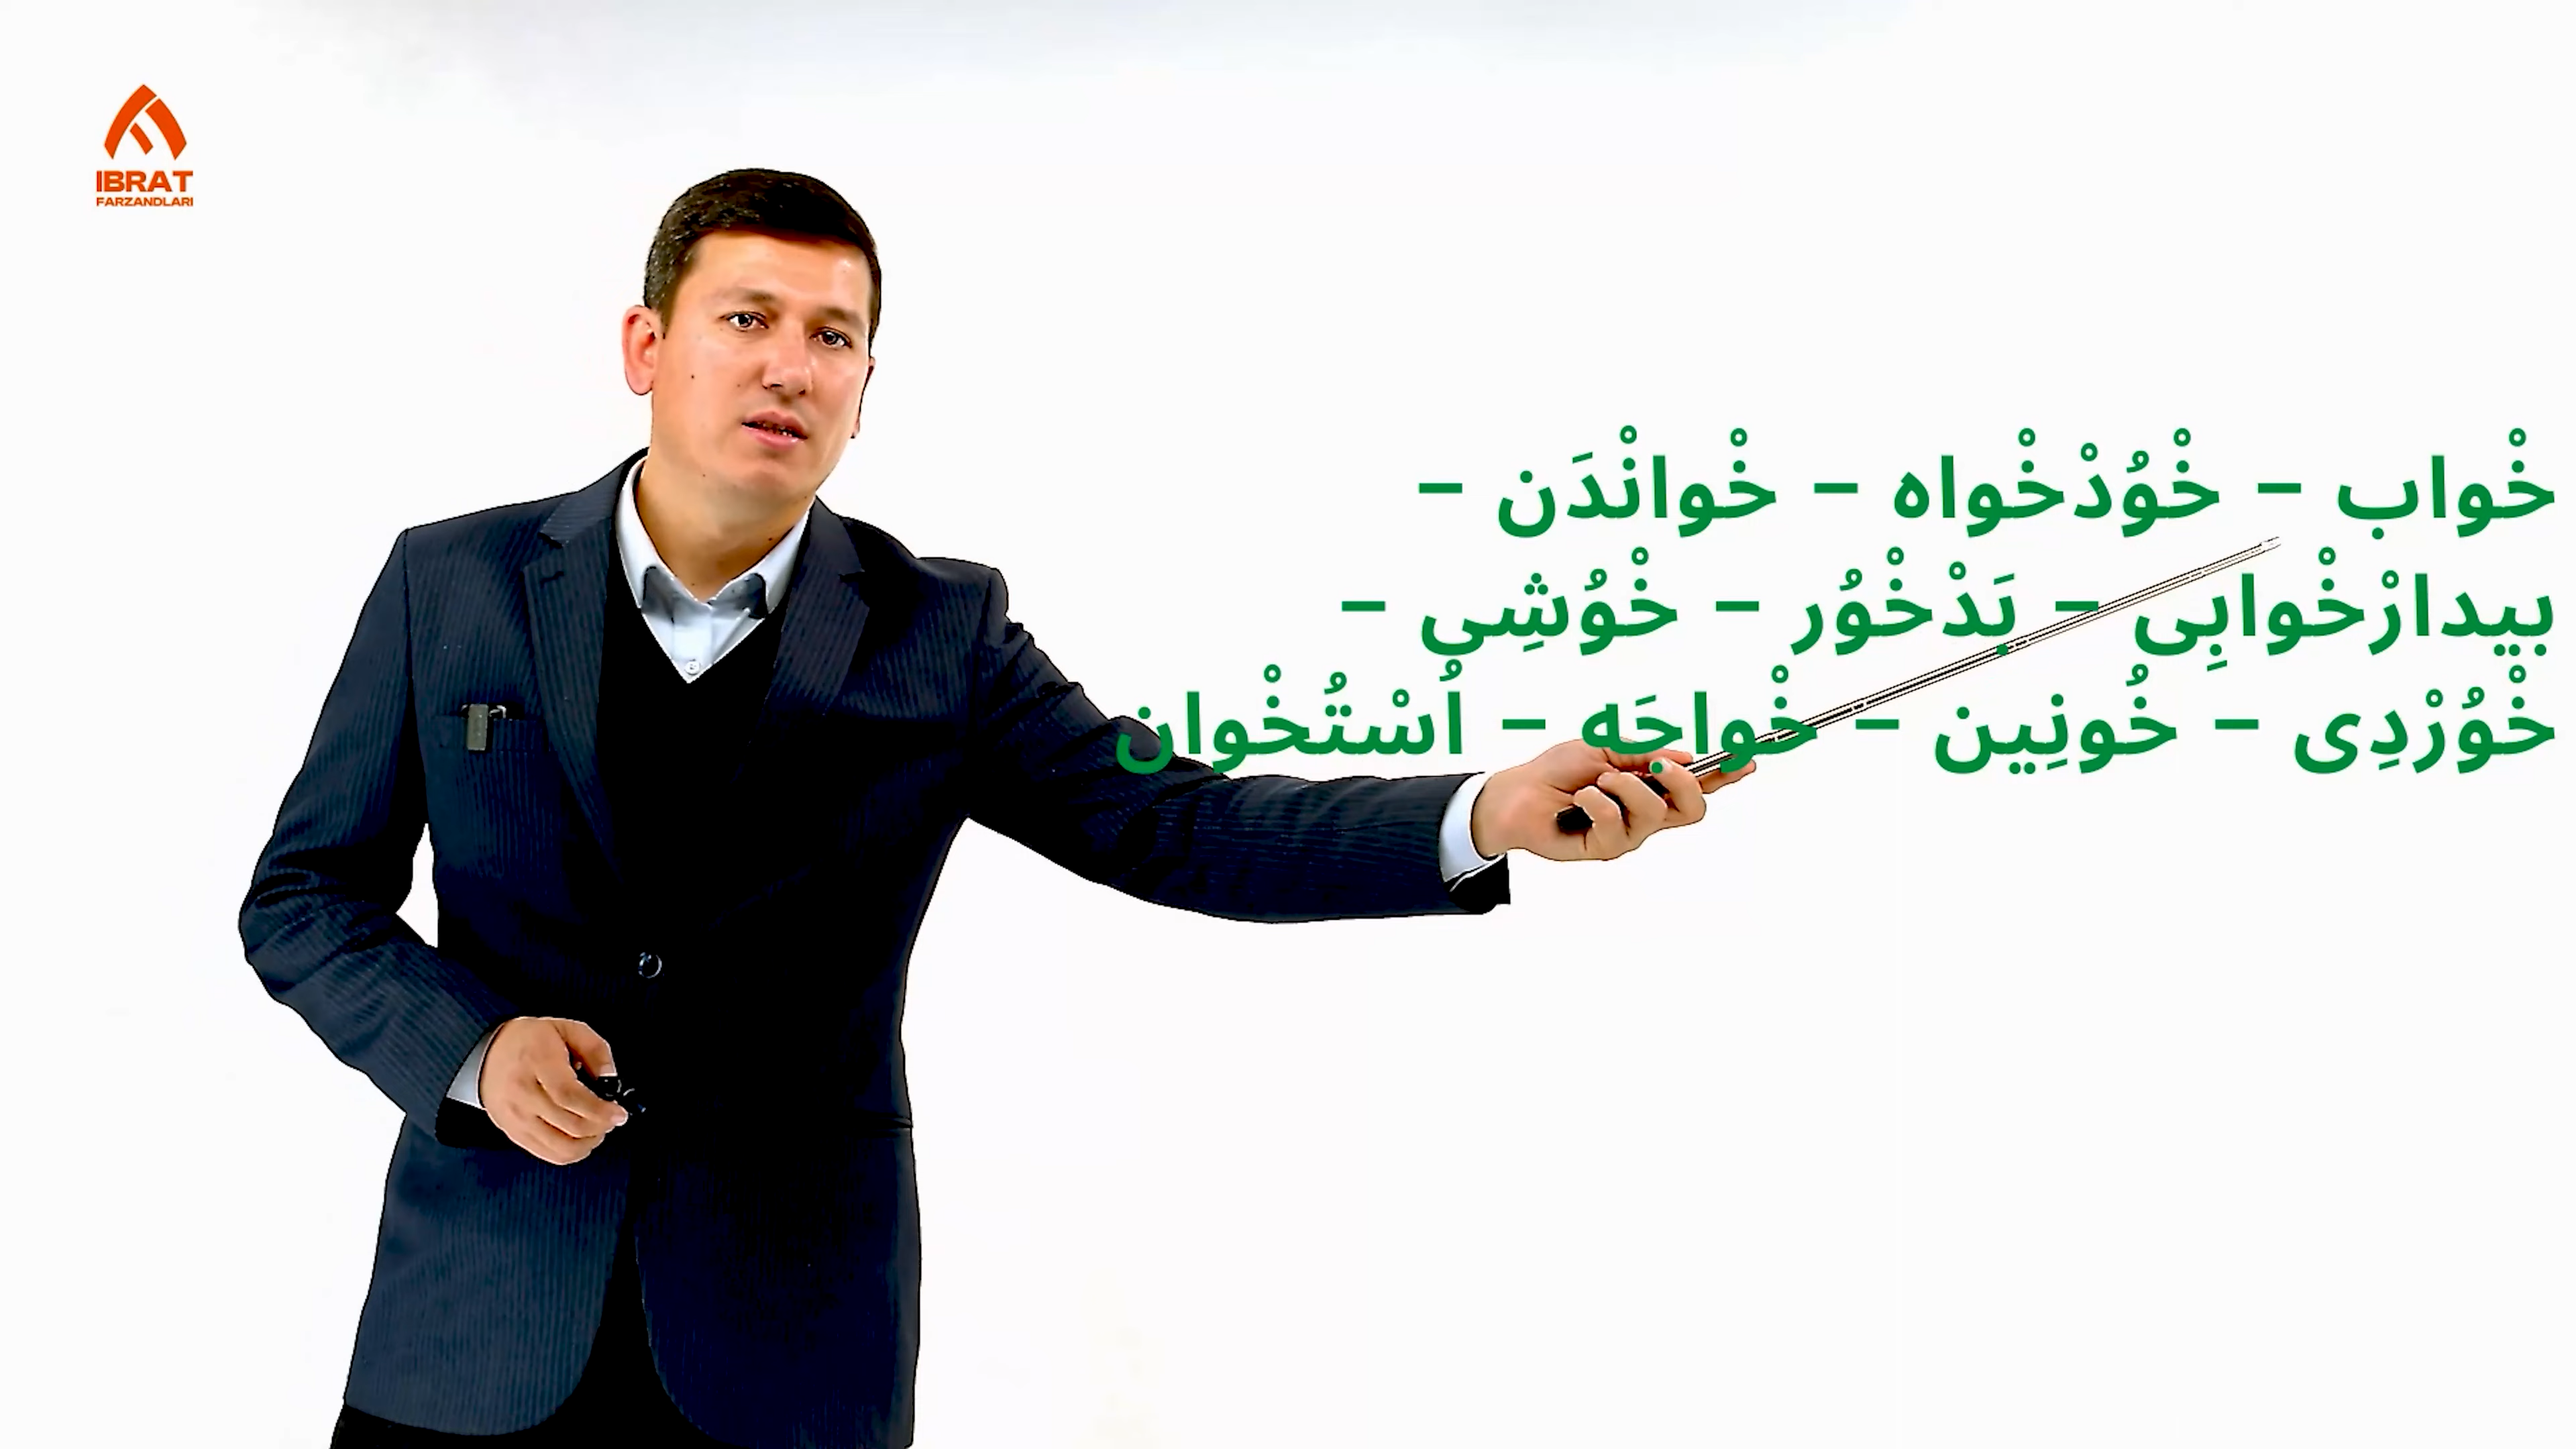 IBRAT
FARZANDLARI
خْواب – خْوُدْخْواه – خْوانْدَن –
بیدارْخْوابِی – بَدْخْوُر – خْوُشِی –
خْوُرْدِی – خُونِین – خْواجَه – اُسْتُخْوان